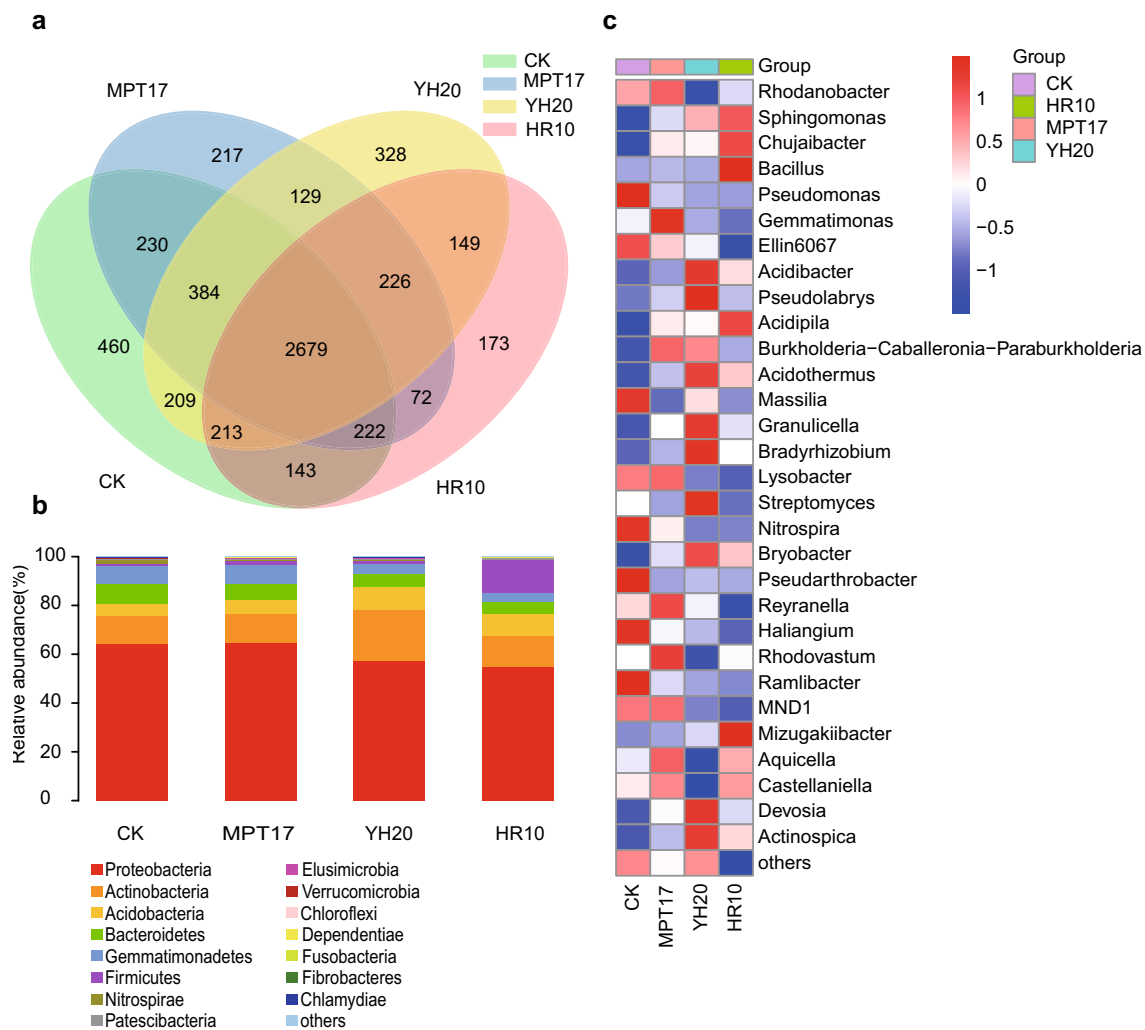 a
CK
MPT17
YH20
HR10
MPT17
YH20
217
328
129
230
149
384
226
460
2679
173
209
72
213
222
143
CK
HR10
b
Relative abundance(%)
100
80
60
40
20
0
CK
MPT17
YH20
HR10
Proteobacteria
Actinobacteria
Acidobacteria
Bacteroidetes
Gemmatimonadetes
Firmicutes
Nitrospirae
Patescibacteria
Elusimicrobia
Verrucomicrobia
Chloroflexi
Dependentiae
Fusobacteria
Fibrobacteres
Chlamydiae
others
c
Group
Rhodanobacter
Sphingomonas
Chujaibacter
Bacillus
Pseudomonas
Gemmatimonas
Ellin6067
Acidibacter
Pseudolabrys
Acidipila
Burkholderia−Caballeronia−Paraburkholderia
Acidothermus
Massilia
Granulicella
Bradyrhizobium
Lysobacter
Streptomyces
Nitrospira
Bryobacter
Pseudarthrobacter
Reyranella
Haliangium
Rhodovastum
Ramlibacter
MND1
Mizugakiibacter
Aquicella
Castellaniella
Devosia
Actinospica
others
CK
MPT17
YH20
HR10
1
0.5
0
−0.5
−1
Group
CK
HR10
MPT17
YH20